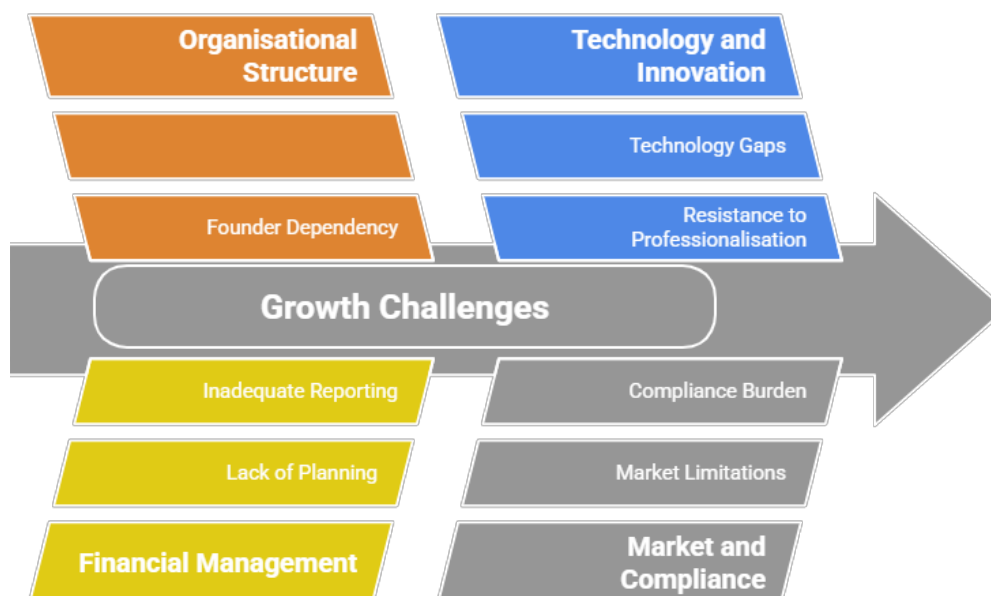 Organisational
Structure
Technology and
Innovation
Technology Gaps
Founder Dependency
Resistance to
Professionalisation
Growth Challenges
Inadequate Reporting
Compliance Burden
Lack of Planning
Market Limitations
Financial Management
Market and
Compliance